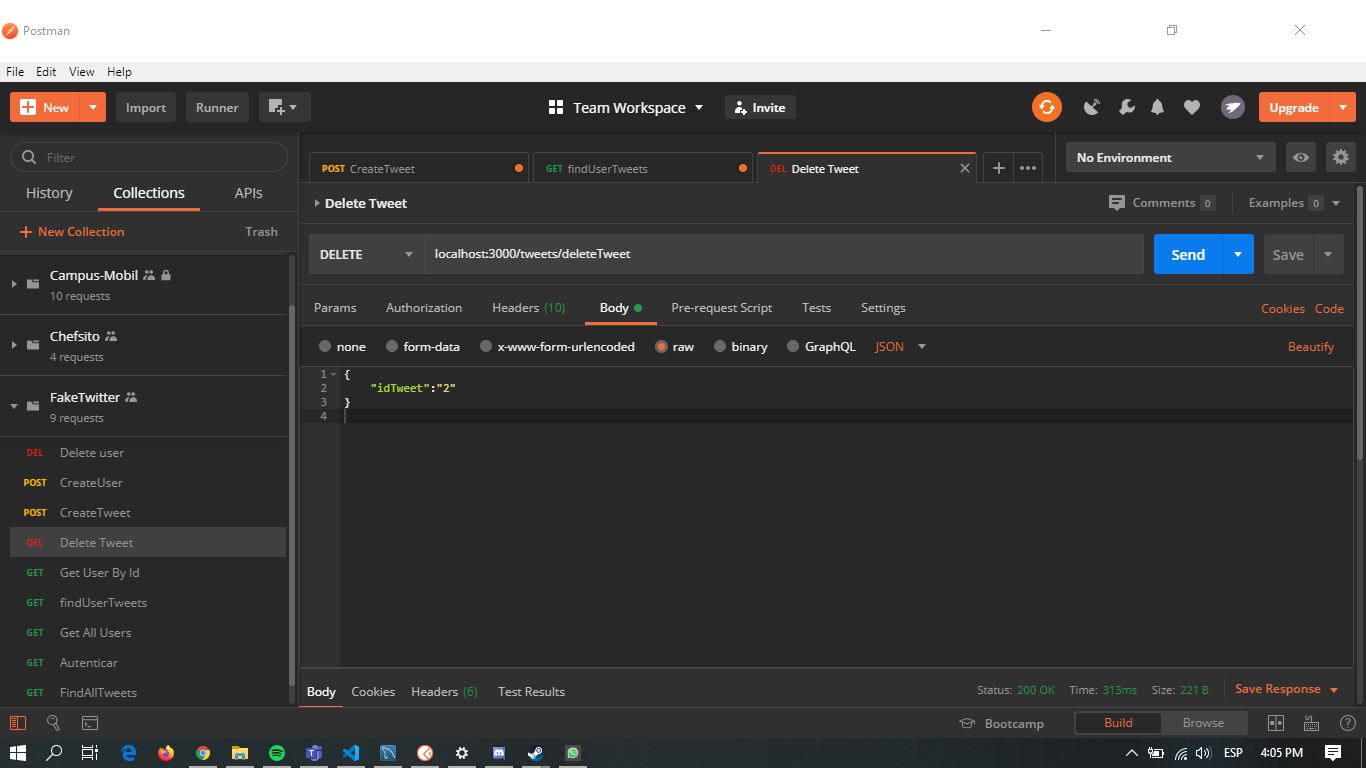 Postman
File Edit View Help
New Import Runner Team Workspace Invite Upgrade
Filter
History Collections APIs
New Collection Trash
Campus-Mobil
10 requests
Chefsito
4 requests
FakeTwitter
9 requests
DEL Delete user
POST CreateUser
POST CreateTweet
DEL Delete Tweet
GET Get User By Id
GET findUserTweets
GET Get All Users
GET Autenticar
GET FindAllTweets
POST CreateTweet GET findUserTweets DEL Delete Tweet
No Environment
Delete Tweet Comments 0 Examples 0
DELETE localhost:3000/tweets/deleteTweet Send Save
Params Authorization Headers (10) Body Pre-request Script Tests Settings Cookies Code
none form-data x-www-form-urlencoded raw binary GraphQL JSON Beautify
1 {
2 "idTweet":"2"
3 }
4
Body Cookies Headers (6) Test Results Status: 200 OK Time: 313ms Size: 221 B Save Response
Bootcamp Build Browse
ESP 4:05 PM